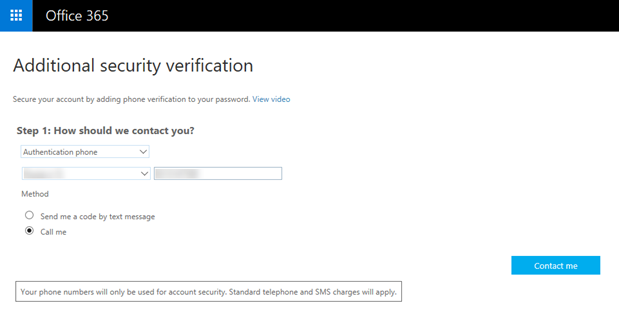 Office 365
Additional security verification
Secure your account by adding phone verification to your password. View video
Step 1: How should we contact you?
Authentication phone
Method
Send me a code by text message
Call me
Contact me
Your phone numbers will only be used for account security. Standard telephone and SMS charges will apply.